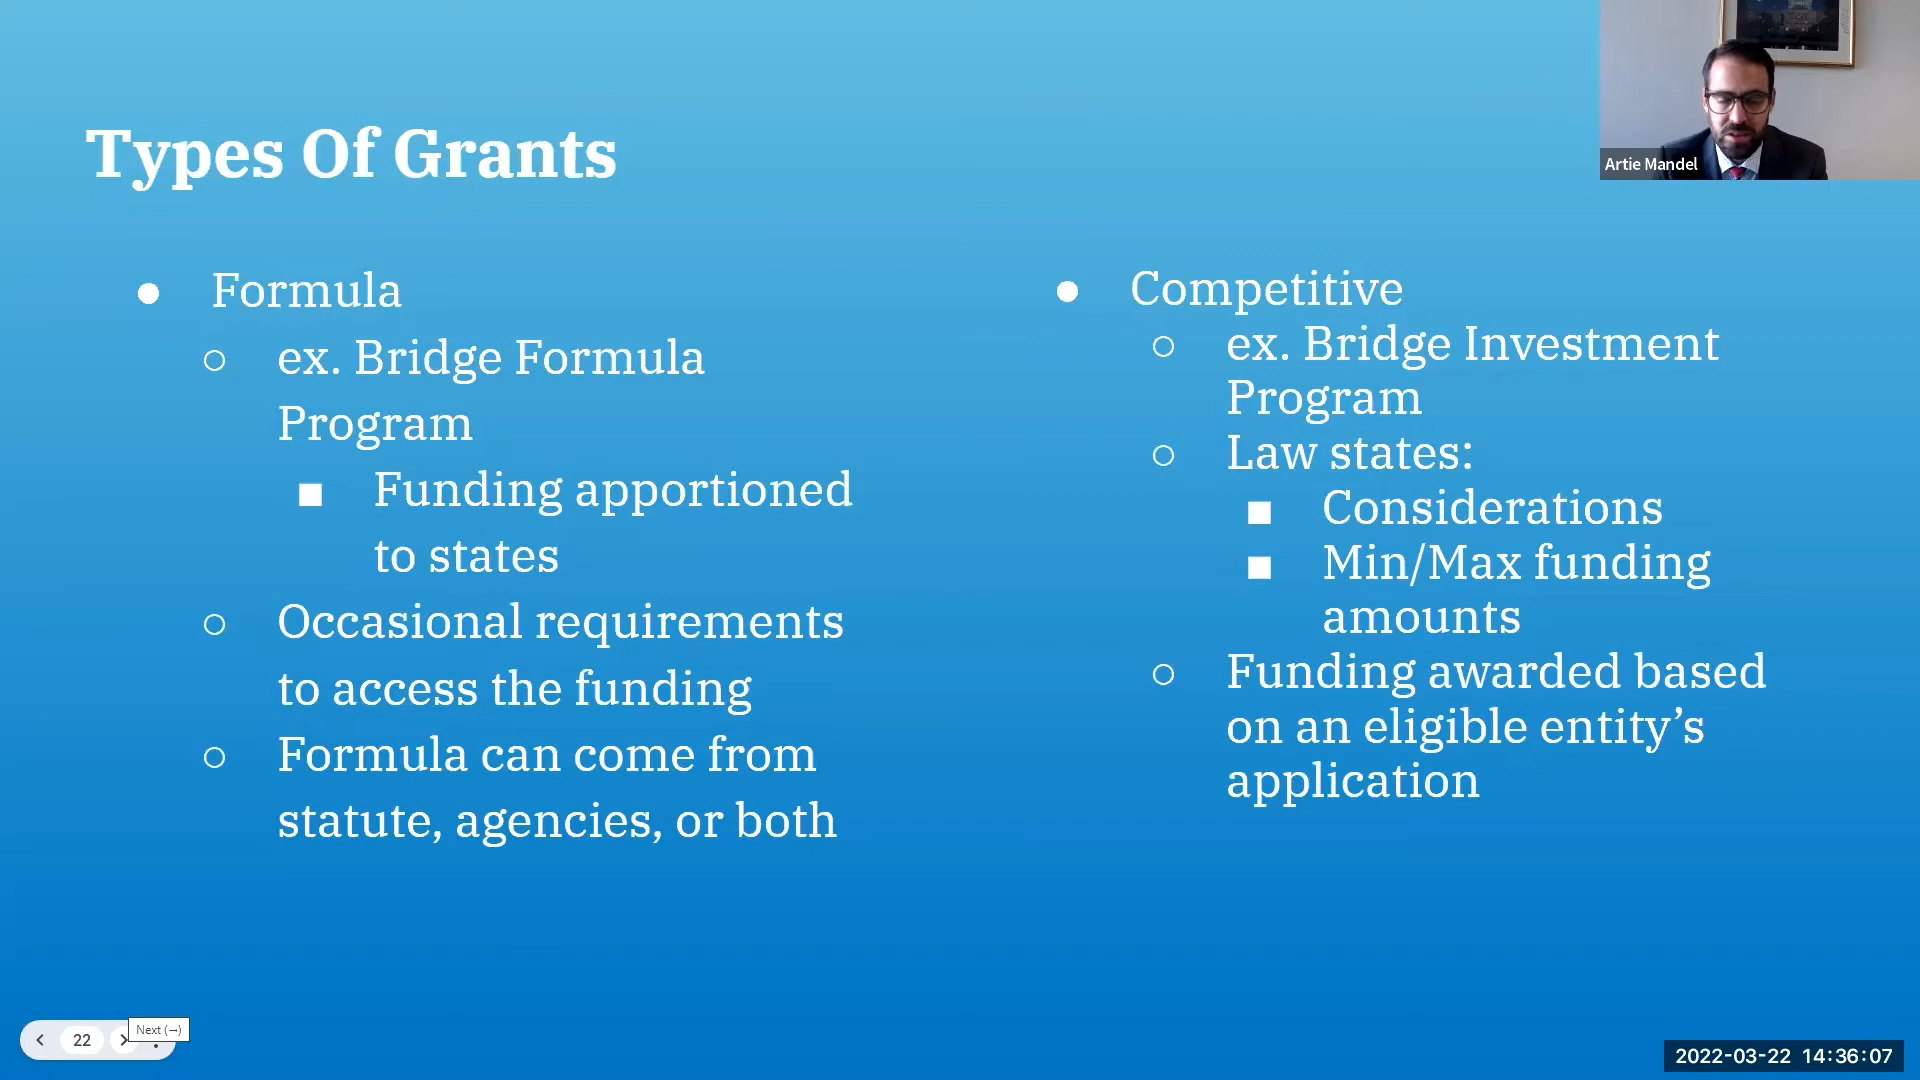 Types Of Grants
Artie Mandel
● Formula
○ ex. Bridge Formula
Program
■ Funding apportioned
to states
○ Occasional requirements
to access the funding
○ Formula can come from
statute, agencies, or both
● Competitive
○ ex. Bridge Investment
Program
○ Law states:
■ Considerations
■ Min/Max funding
amounts
○ Funding awarded based
on an eligible entity’s
application
22
Next (→)
2022-03-22 14:36:07